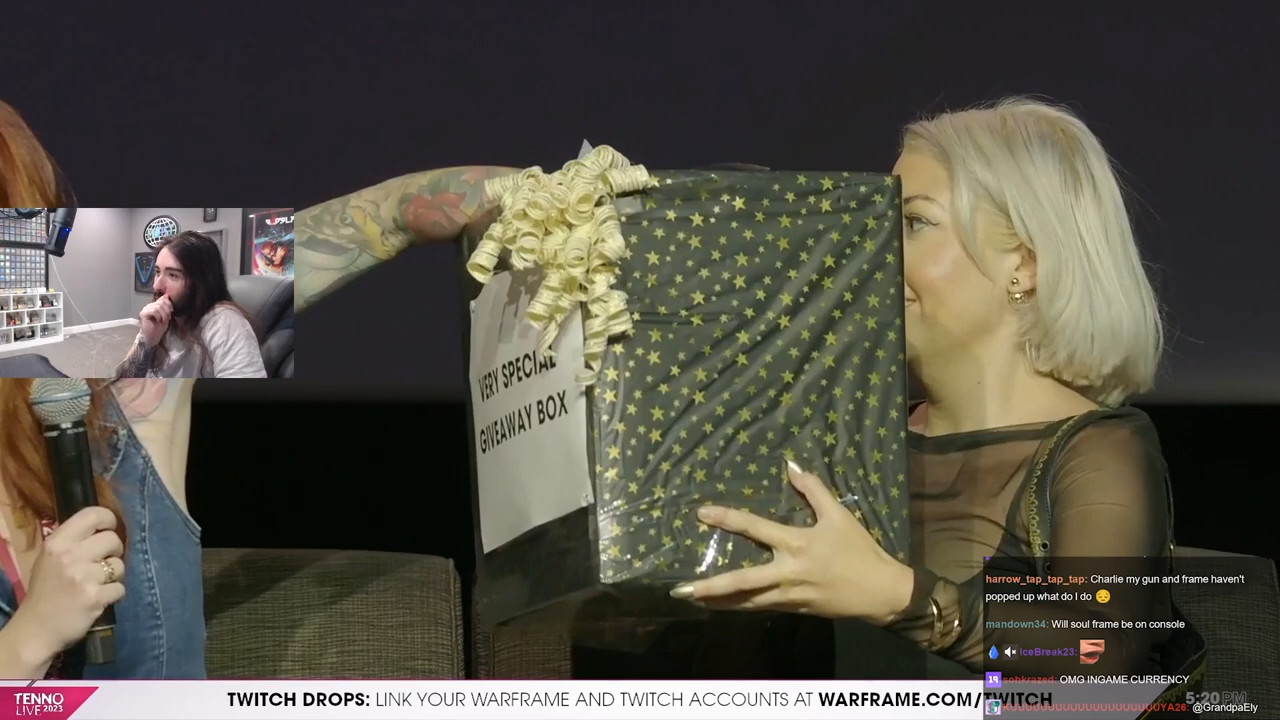 VERY SPECIAL
GIVEAWAY BOX
harrow_tap_tap_tap: Charlie my gun and frame haven't
popped up what do I do 😔
mandown34: Will soul frame be on console
IceBreak23:
OMG INGAME CURRENCY
@GrandpaEly
5:20 PM
TENNO
LIVE 2023
TWITCH DROPS: LINK YOUR WARFRAME AND TWITCH ACCOUNTS AT WARFRAME.COM/TWITCH